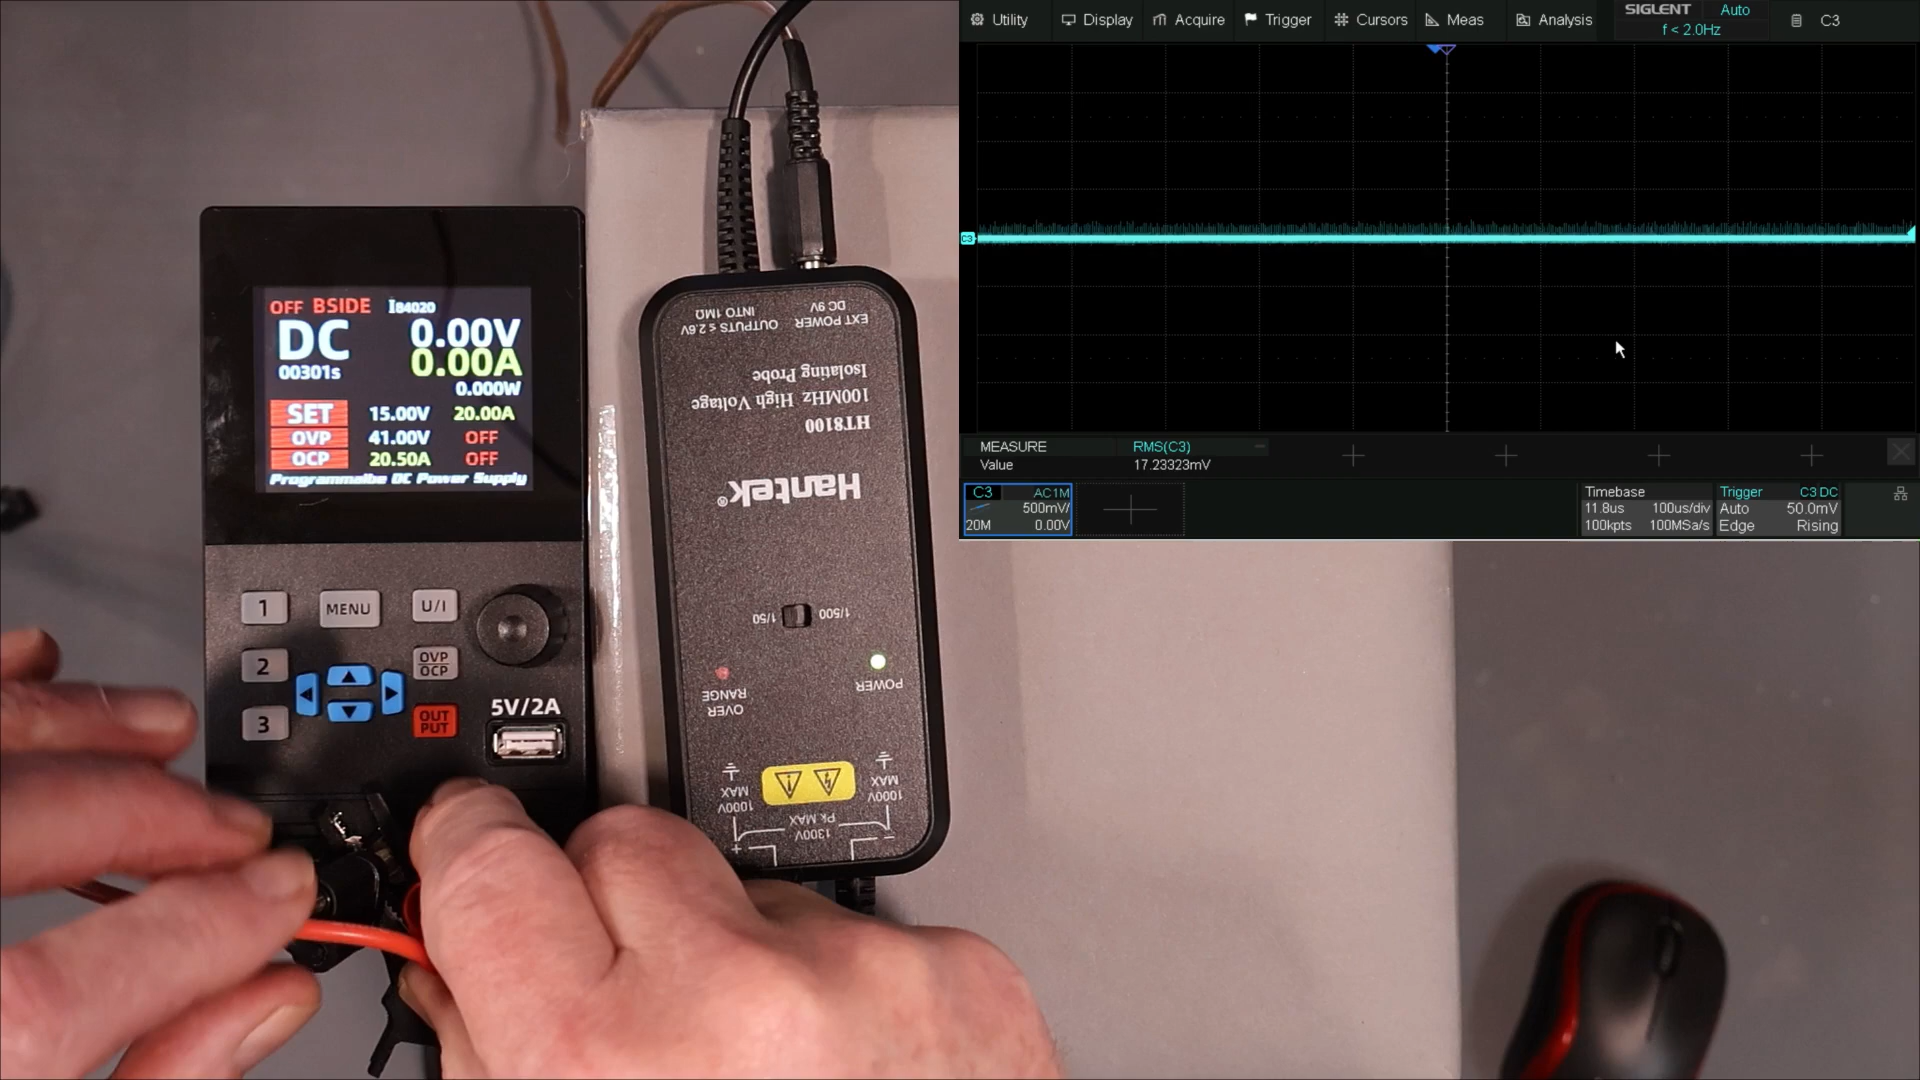 OFF BSIDE I84020
DC 0.00V
0.00A
00301s
0.000W
SET 15.00V 20.00A
OVP 41.00V OFF
OCP 20.50A OFF
Programmalbe DC Power Supply
1 MENU U/I
2 OVP OCP
3 OUT PUT
5V/2A
EXT POWER
DC 9V
OUTPUTS ≤ 2.6V
INTO 1MΩ
HT8100
100MHz High Voltage
Isolating Probe
Hantek®
1/500 1/50
POWER
OVER
RANGE
1000V
MAX
1000V
MAX
1300V
Pk MAX
- +
Utility Display Acquire Trigger Cursors Meas Analysis
SIGLENT Auto
f < 2.0Hz
C3
C3
MEASURE RMS(C3)
Value 17.23323mV
C3 AC1M
500mV/
20M 0.00V
Timebase
11.8us 100us/div
100kpts 100MSa/s
Trigger C3 DC
Auto 50.0mV
Edge Rising